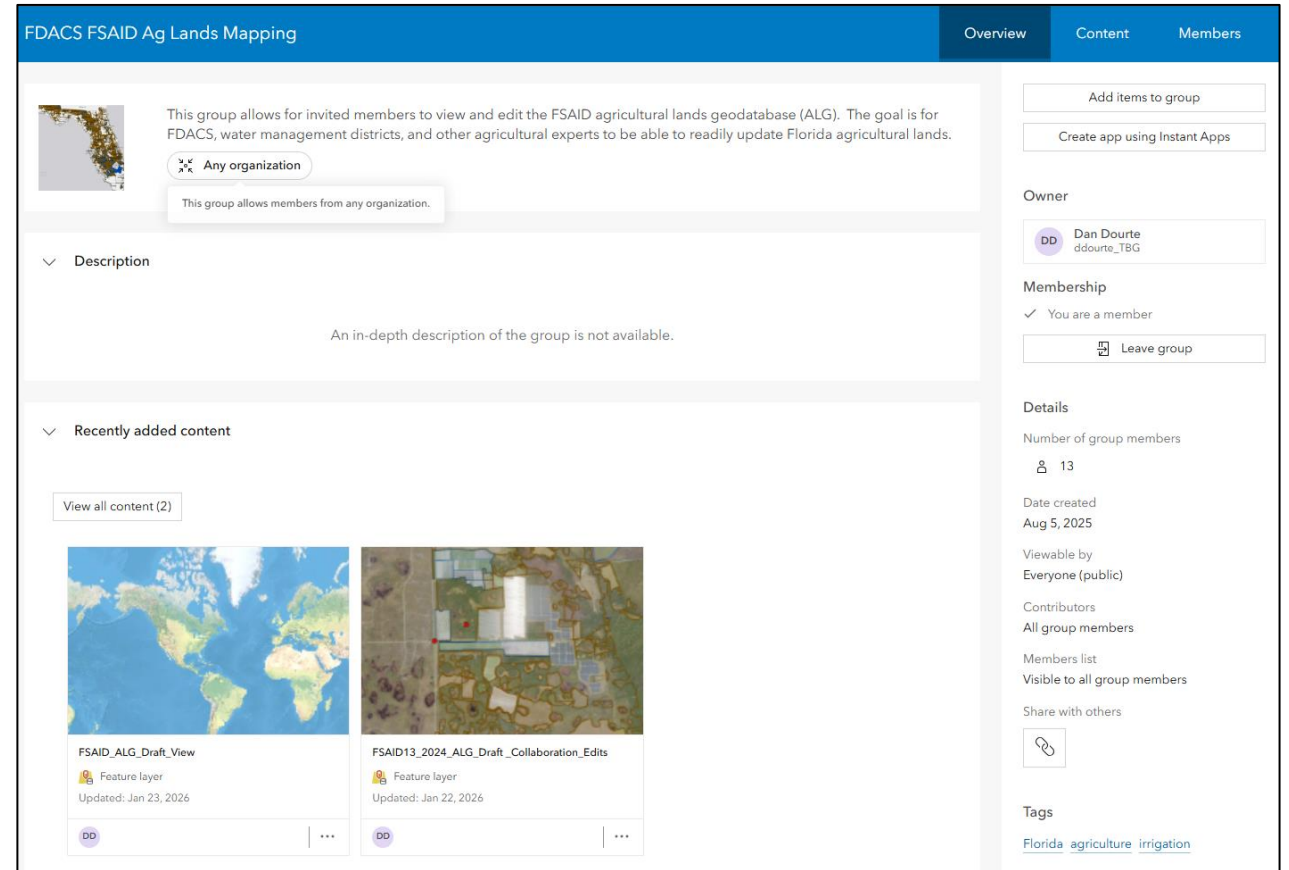 FDACS FSAID Ag Lands Mapping
Overview
Content
Members
This group allows for invited members to view and edit the FSAID agricultural lands geodatabase (ALG).  The goal is for
FDACS, water management districts, and other agricultural experts to be able to readily update Florida agricultural lands.
Any organization
This group allows members from any organization.
Description
An in-depth description of the group is not available.
Recently added content
View all content (2)
FSAID_ALG_Draft_View
Feature layer
Updated: Jan 23, 2026
DD
FSAID13_2024_ALG_Draft _Collaboration_Edits
Feature layer
Updated: Jan 22, 2026
DD
Add items to group
Create app using Instant Apps
Owner
DD
Dan Dourte
ddourte_TBG
Membership
You are a member
Leave group
Details
Number of group members
13
Date created
Aug 5, 2025
Viewable by
Everyone (public)
Contributors
All group members
Members list
Visible to all group members
Share with others
Tags
Florida agriculture irrigation